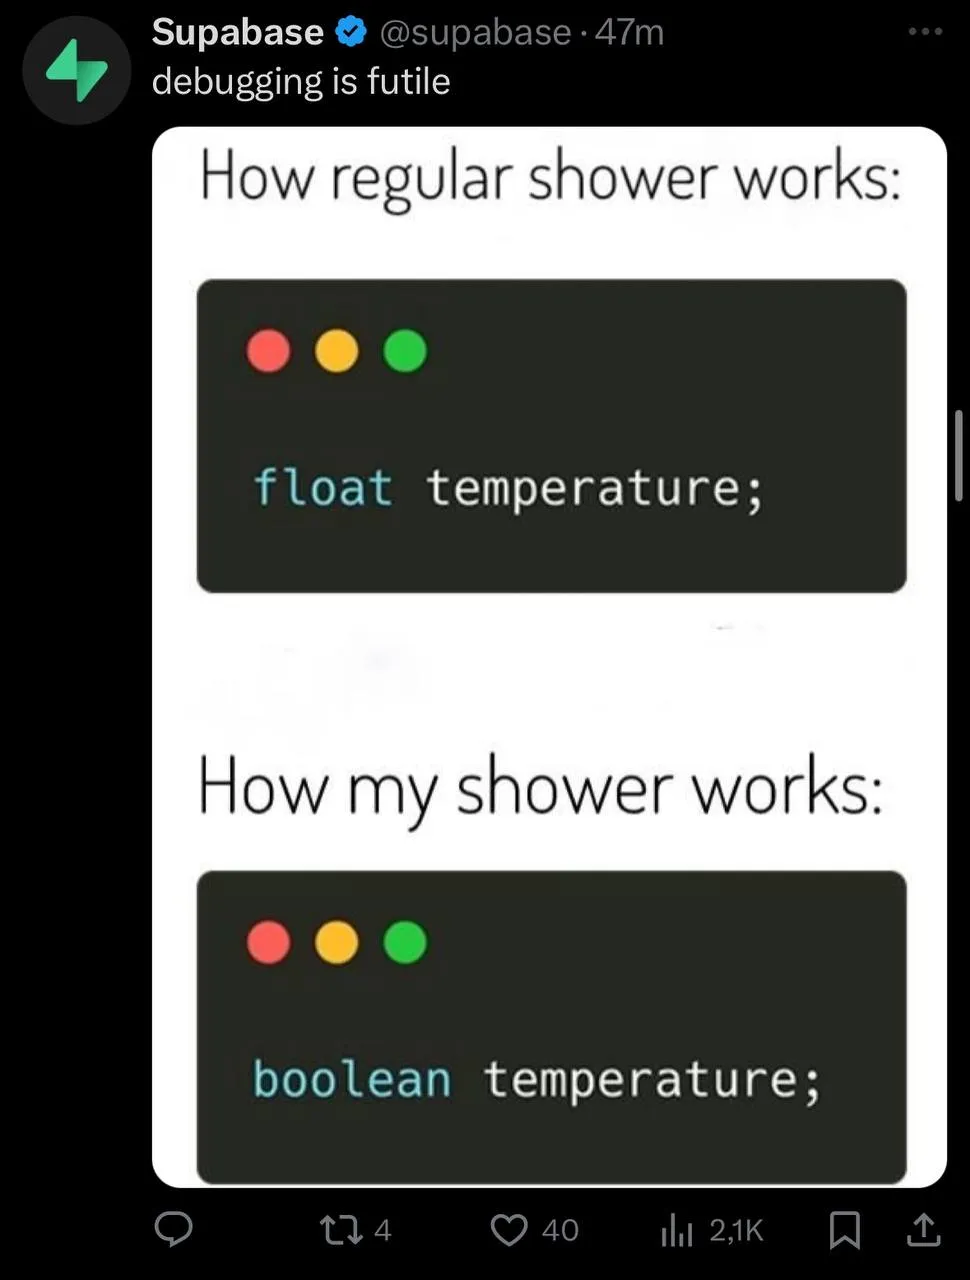 Supabase @supabase · 47m
debugging is futile
How regular shower works:
float temperature;
How my shower works:
boolean temperature;
4 40 2,1K